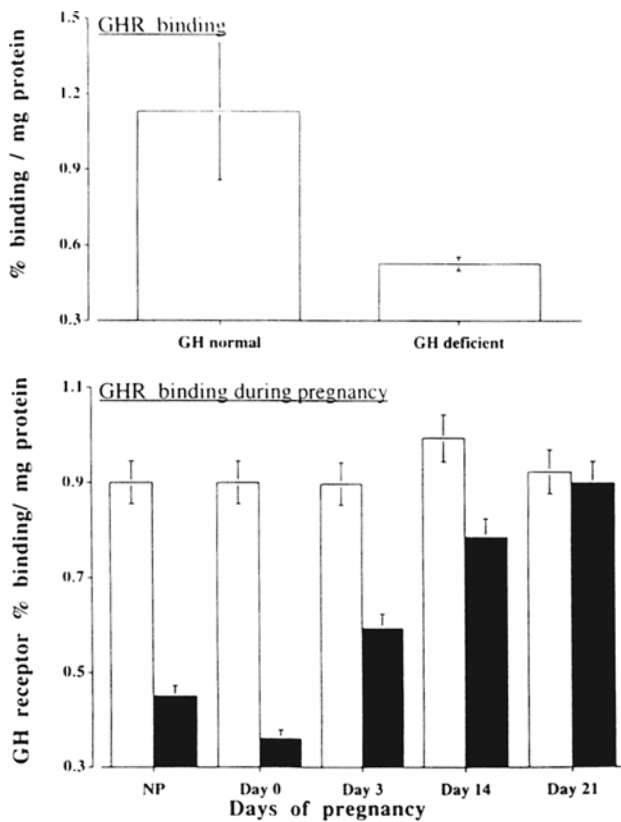 GHR binding
% binding / mg protein
1.5
1.2
0.9
0.6
0.3
GH normal GH deficient
GHR binding during pregnancy
GH receptor % binding/ mg protein
1.1
0.9
0.7
0.5
0.3
NP Day 0 Day 3 Day 14 Day 21
Days of pregnancy